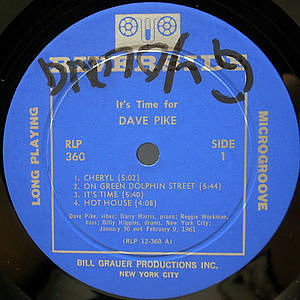 RIVERSIDE
It's Time for
DAVE PIKE
RLP
360
SIDE
1
LONG PLAYING
MICROGROOVE
1. CHERYL (5:02)
2. ON GREEN DOLPHIN STREET (5:44)
3. IT'S TIME (5:40)
4. HOT HOUSE (4:08)
Dave Pike, vibes; Barry Harris, piano; Reggie Workman,
bass; Billy Higgins, drums. New York City;
January 30 and February 9, 1961
(RLP 12-360 A)
BILL GRAUER PRODUCTIONS INC.
NEW YORK CITY